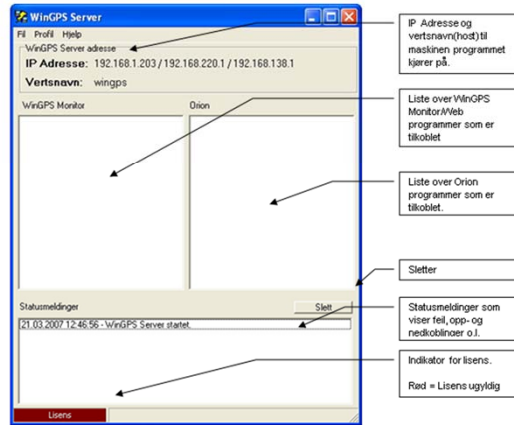 WinGPS Server
Fil Profil Hjelp
WinGPS Server adresse
IP Adresse: 192.168.1.203 / 192.168.220.1 / 192.168.138.1
Vertsnavn: wingps
WinGPS Monitor
Orion
Statusmeldinger
Slett
21.03.2007 12:46:56 - WinGPS Server startet.
Lisens
IP Adresse og
vertsnavn(host) til
maskinen programmet
kjører på.
Liste over WinGPS
Monitor/Web
programmer som er
tilkoblet
Liste over Orion
programmer som er
tilkoblet.
Sletter
Statusmeldinger som
viser feil, opp- og
nedkoblinger o.l.
Indikator for lisens.
Rød = Lisens ugyldig